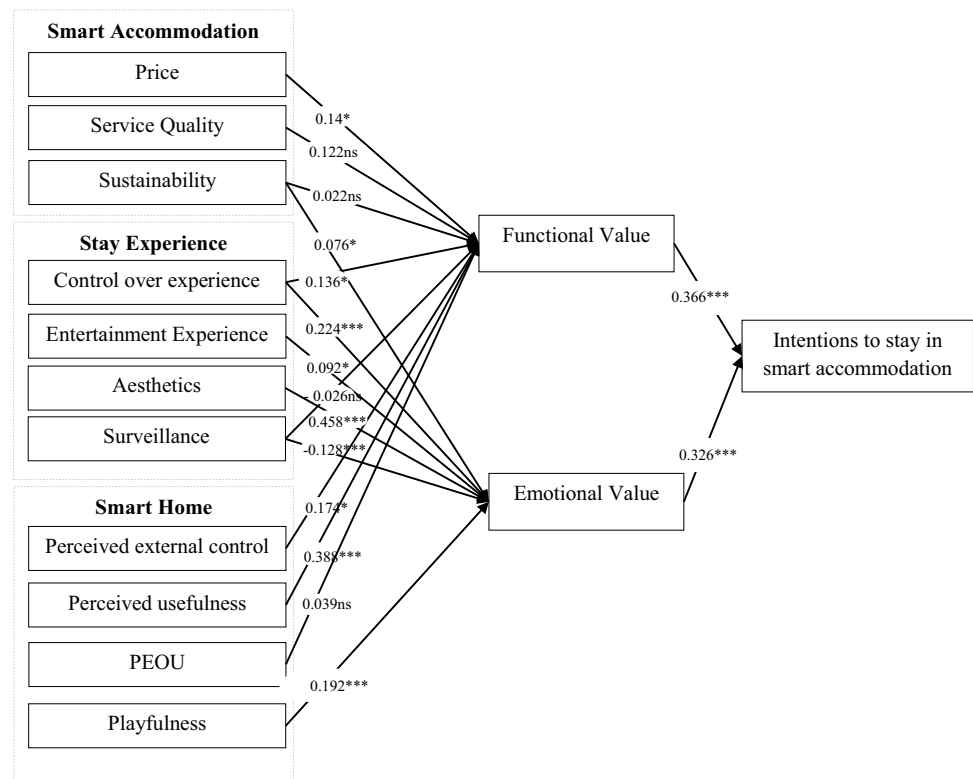 Smart Accommodation
Price
Service Quality
Sustainability
Stay Experience
Control over experience
Entertainment Experience
Aesthetics
Surveillance
Smart Home
Perceived external control
Perceived usefulness
PEOU
Playfulness
0.14*
0.122ns
0.022ns
0.076*
0.136*
0.224***
0.092*
- 0.026ns
0.458***
-0.128***
0.174*
0.388***
0.039ns
0.192***
Functional Value
Emotional Value
0.366***
0.326***
Intentions to stay in
smart accommodation